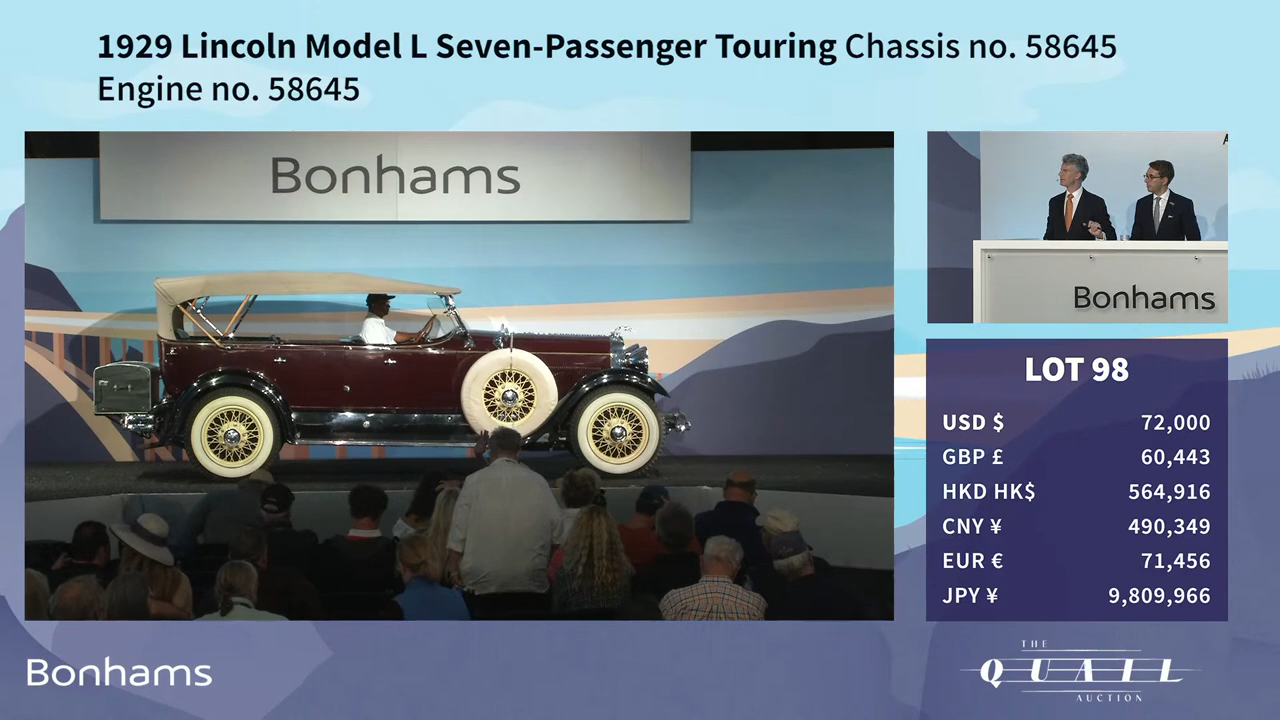 1929 Lincoln Model L Seven-Passenger Touring Chassis no. 58645
Engine no. 58645
Bonhams
Bonhams
LOT 98
USD $ 72,000
GBP £ 60,443
HKD HK$ 564,916
CNY ¥ 490,349
EUR € 71,456
JPY ¥ 9,809,966
Bonhams
THE
QUAIL
AUCTION